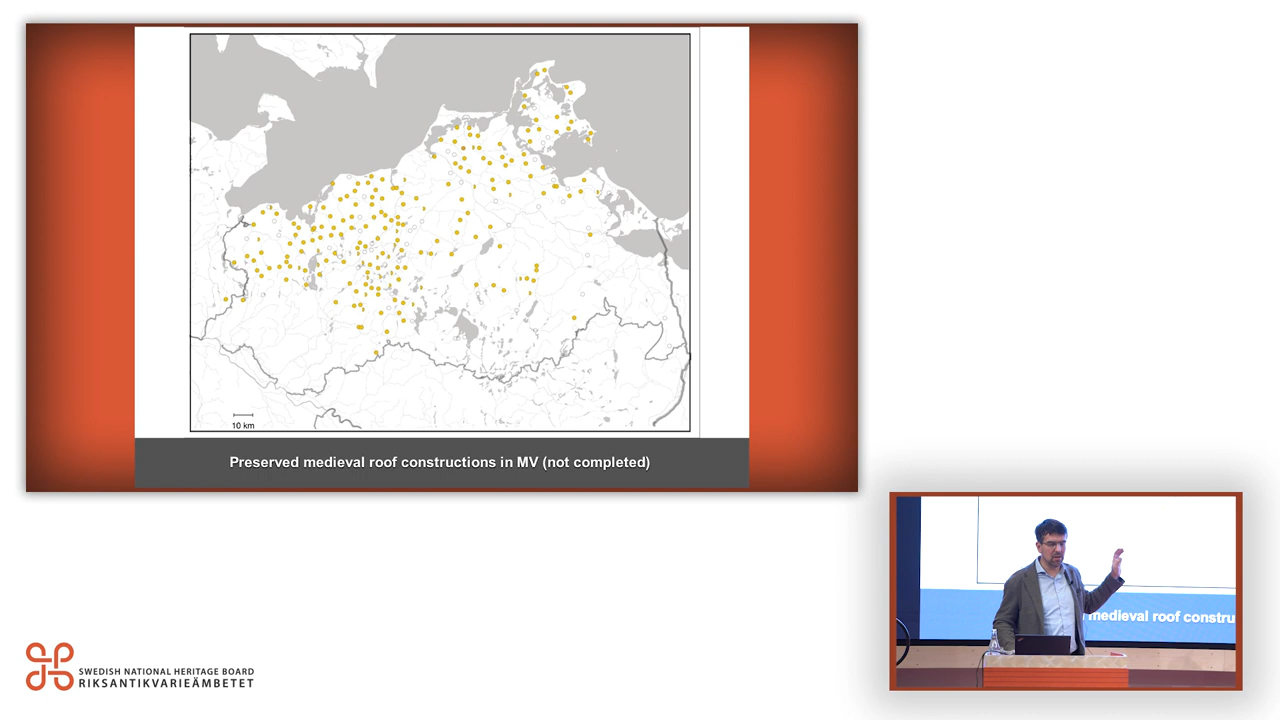 10 km
Preserved medieval roof constructions in MV (not completed)
medieval roof constru
SWEDISH NATIONAL HERITAGE BOARD
RIKSANTIKVARIEÄMBETET